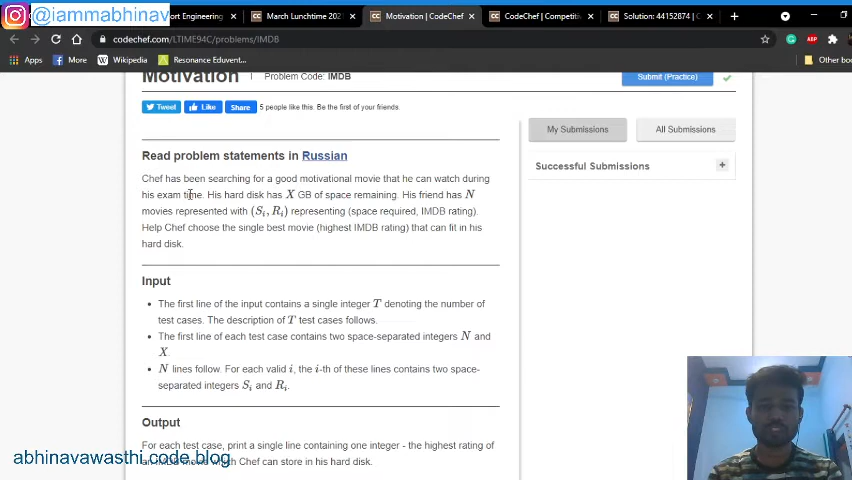 @iammabhinav
ort Engineering
March Lunchtime 202
Motivation | CodeChef
CodeChef | Competiti
Solution: 44152874 | C
codechef.com/LTIME94C/problems/IMDB
Apps
More
Wikipedia
Resonance Eduvent...
Other boo
Motivation
Problem Code: IMDB
Submit (Practice)
Tweet
Like
Share
5 people like this. Be the first of your friends.
My Submissions
All Submissions
Read problem statements in Russian
Successful Submissions
Chef has been searching for a good motivational movie that he can watch during
his exam time. His hard disk has X GB of space remaining. His friend has N
movies represented with (Si, Ri) representing (space required, IMDB rating).
Help Chef choose the single best movie (highest IMDB rating) that can fit in his
hard disk.
Input
The first line of the input contains a single integer T denoting the number of
test cases. The description of T test cases follows.
The first line of each test case contains two space-separated integers N and
X.
N lines follow. For each valid i, the i-th of these lines contains two space-
separated integers Si and Ri.
Output
For each test case, print a single line containing one integer - the highest rating of
an IMDB movie which Chef can store in his hard disk.
abhinavawasthi.code.blog